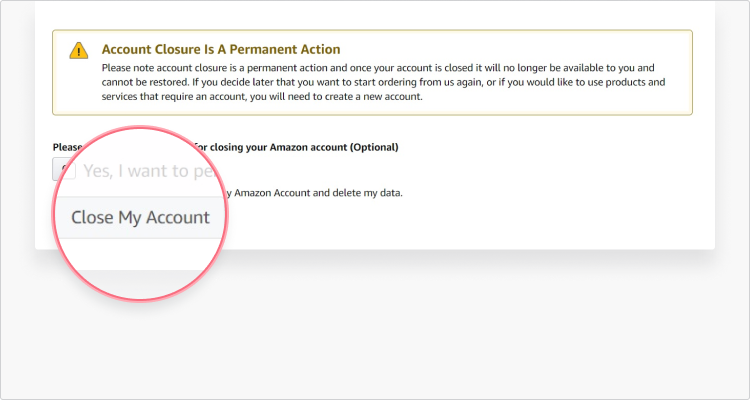 Account Closure Is A Permanent Action
Please note account closure is a permanent action and once your account is closed it will no longer be available to you and
cannot be restored. If you decide later that you want to start ordering from us again, or if you would like to use products and
services that require an account, you will need to create a new account.
Please for closing your Amazon account (Optional)
Yes, I want to pe
y Amazon Account and delete my data.
Close My Account